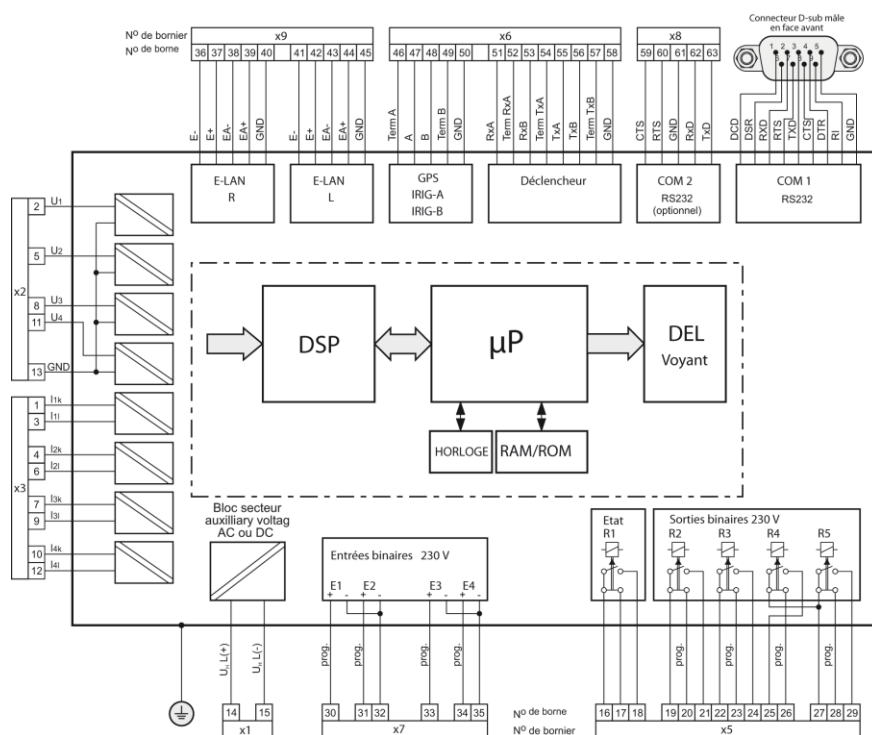 Connecteur D-sub mâle
en face avant
Nº de bornier x9 x6 x8
Nº de borne 36 37 38 39 40 41 42 43 44 45 46 47 48 49 50 51 52 53 54 55 56 57 58 59 60 61 62 63
1 2 3 4 5
E- E+ EA- EA+ GND E- E+ EA- EA+ GND Term A A B Term B GND RxA Term RxA RxB Term TxA TxA TxB Term TxB GND CTS RTS GND RxD TxD DCD DSR RXD RTS TXD CTS DTR RI GND
E-LAN
R
E-LAN
L
GPS
IRIG-A
IRIG-B
Déclencheur
COM 2
RS232
(optionnel)
COM 1
RS232
x2
2 U1
5 U2
8 U3
11 U4
13 GND
x3
1 I1k
3 I1l
4 I2k
6 I2l
7 I3k
9 I3l
10 I4k
12 I4l
DSP
µP
DEL
Voyant
HORLOGE
RAM/ROM
Bloc secteur
auxilliary voltag
AC ou DC
Entrées binaires 230 V
E1 E2 E3 E4
+ - + - + - + -
Etat
R1
Sorties binaires 230 V
R2 R3 R4 R5
U, L(+) U, L(-)
prog. prog. prog. prog. prog. prog. prog. prog.
14 15 30 31 32 33 34 35 Nº de borne 16 17 18 19 20 21 22 23 24 25 26 27 28 29
x1 x7 Nº de bornier x5